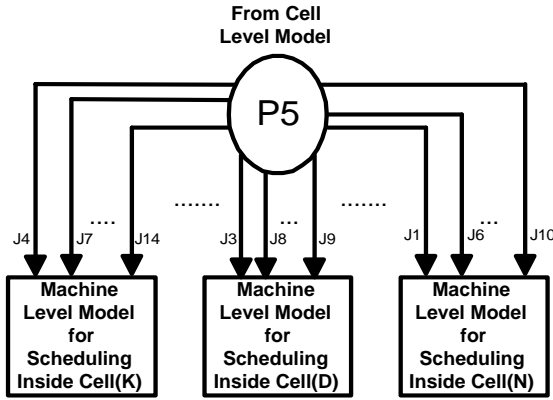 From Cell
Level Model
P5
....
.......
...
.......
...
J4
J7
J14
J3
J8
J9
J1
J6
J10
Machine
Level Model
for
Scheduling
Inside Cell(K)
Machine
Level Model
for
Scheduling
Inside Cell(D)
Machine
Level Model
for
Scheduling
Inside Cell(N)